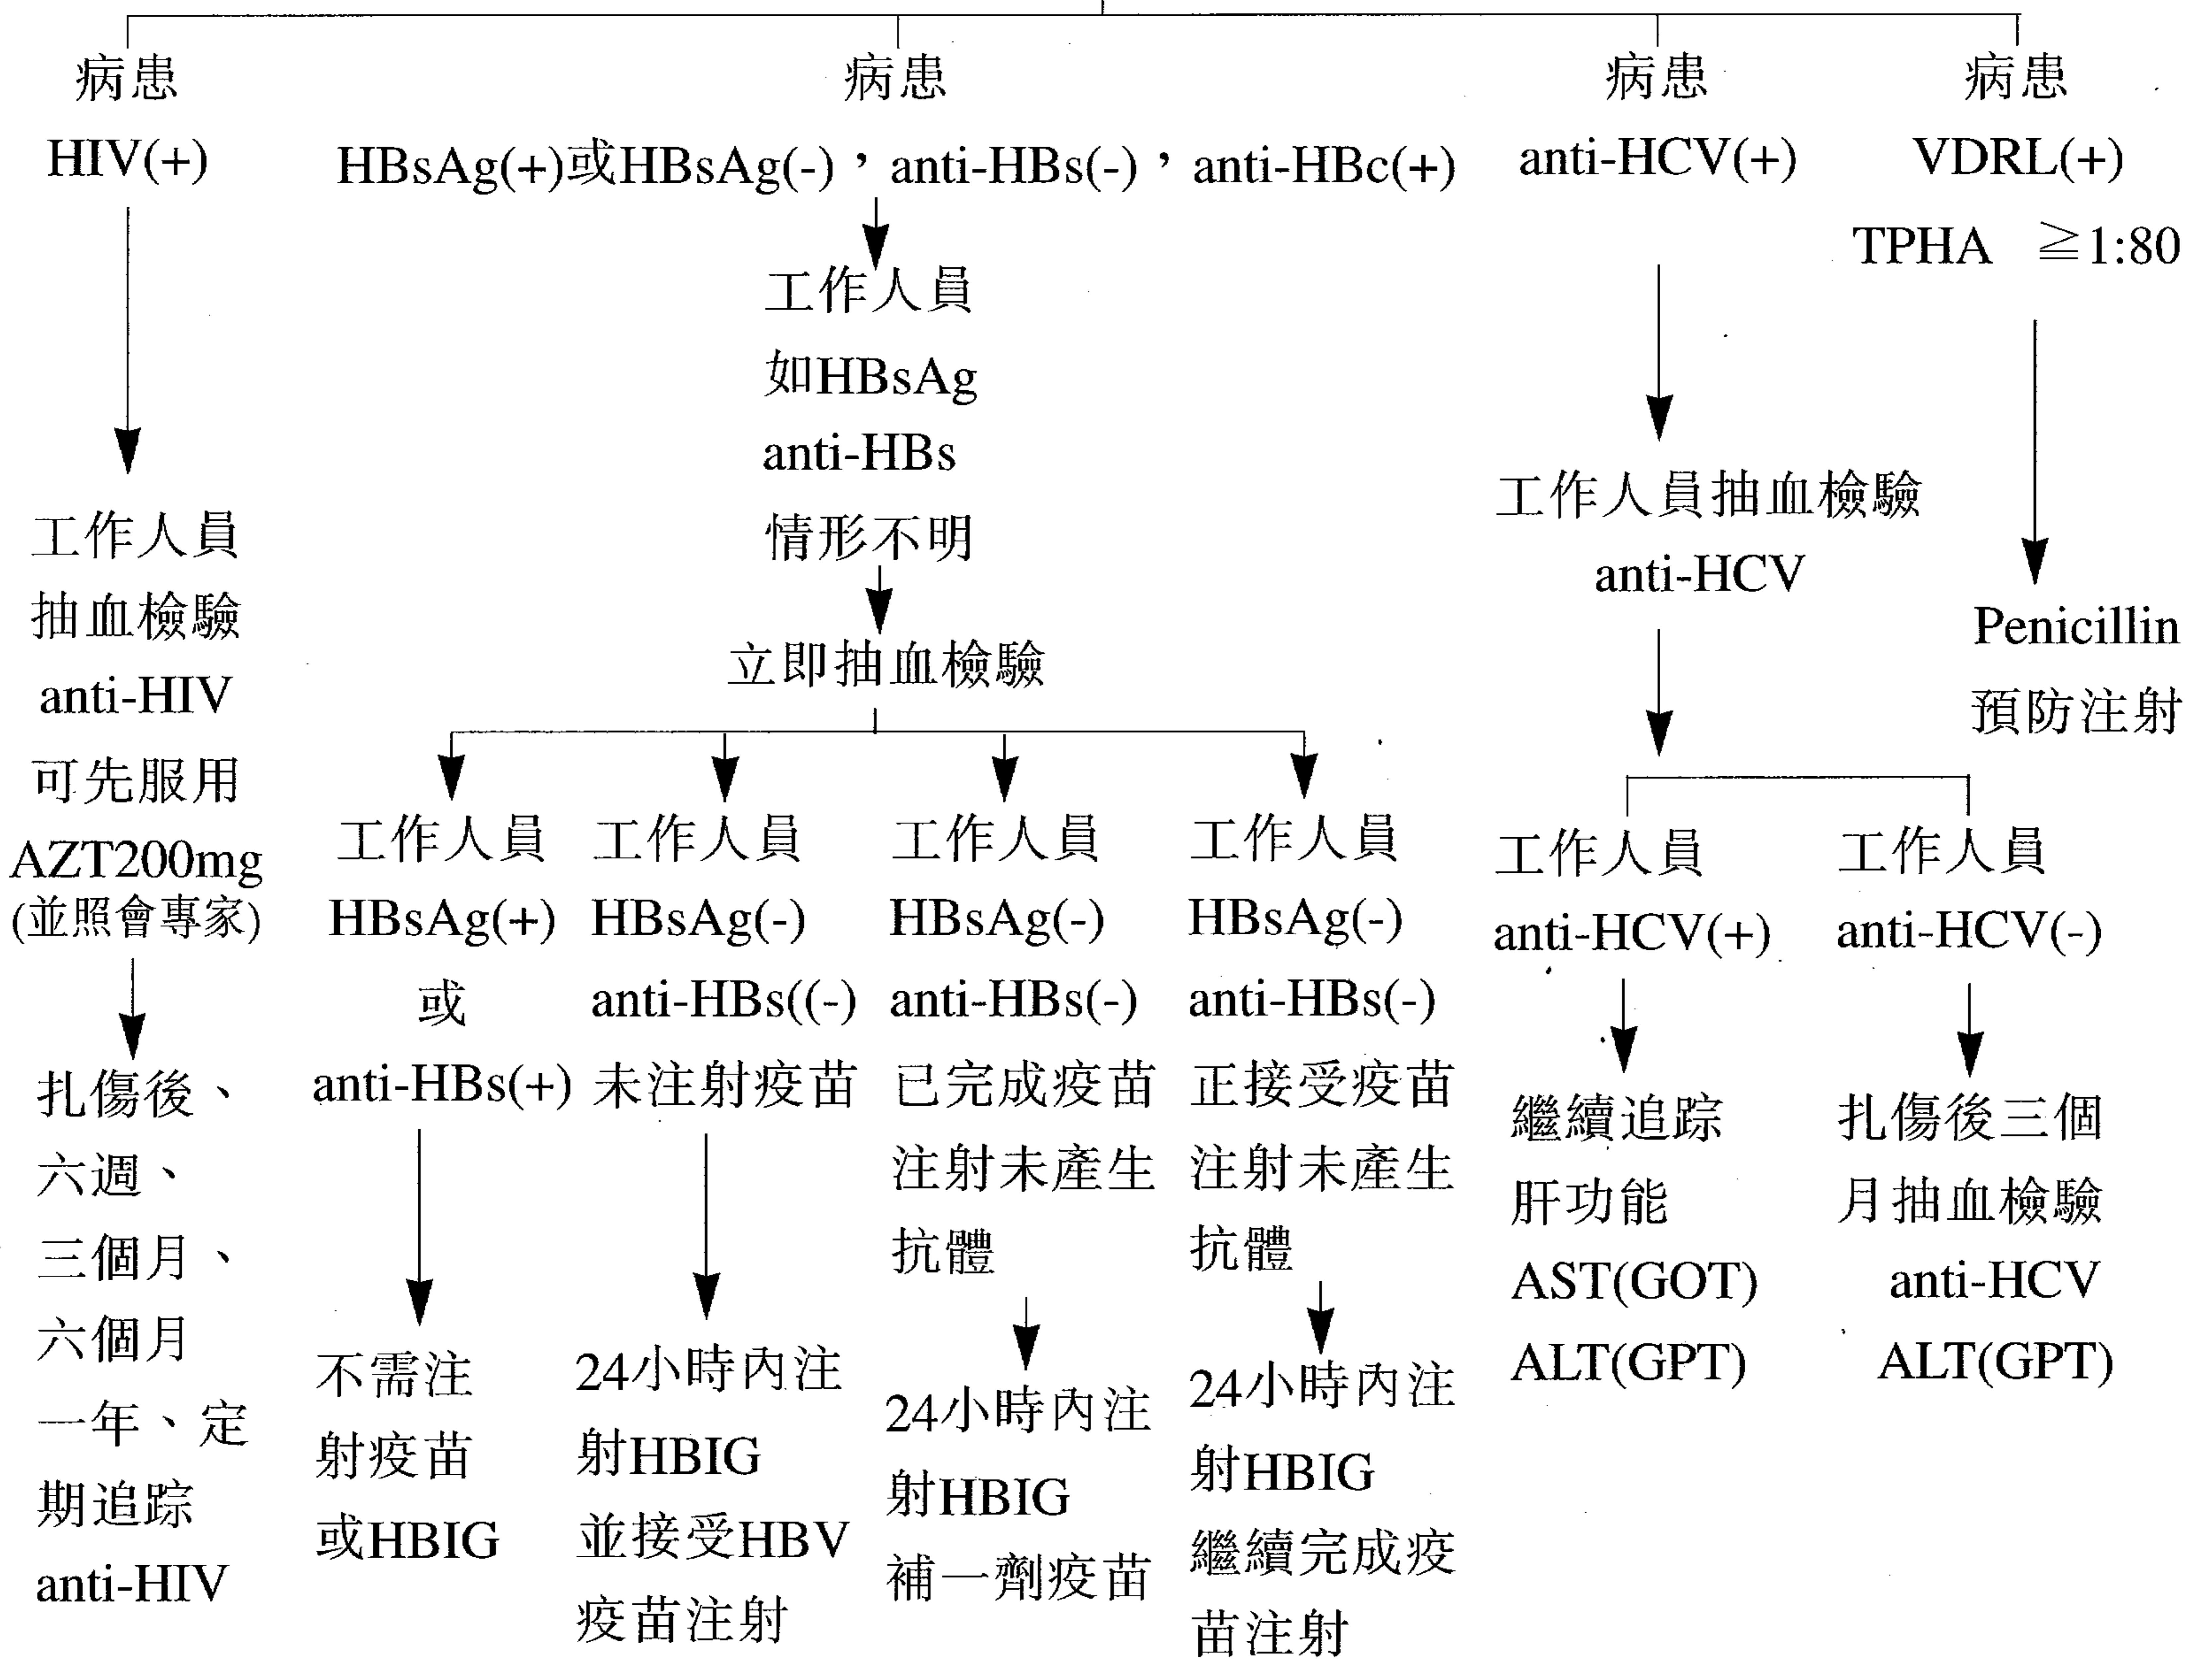 病患
HIV(+)
工作人員
抽血檢驗
anti-HIV
可先服用
AZT200mg
(並照會專家)
扎傷後、
六週、
三個月、
六個月
一年、定
期追踪
anti-HIV
病患
HBsAg(+)或HBsAg(-)，anti-HBs(-)，anti-HBc(+)
工作人員
如HBsAg
anti-HBs
情形不明
立即抽血檢驗
工作人員
HBsAg(+)
或
anti-HBs(+)
不需注
射疫苗
或HBIG
工作人員
HBsAg(-)
anti-HBs((-)
未注射疫苗
24小時內注
射HBIG
並接受HBV
疫苗注射
工作人員
HBsAg(-)
anti-HBs(-)
已完成疫苗
注射未產生
抗體
24小時內注
射HBIG
補一劑疫苗
工作人員
HBsAg(-)
anti-HBs(-)
正接受疫苗
注射未產生
抗體
24小時內注
射HBIG
繼續完成疫
苗注射
病患
anti-HCV(+)
工作人員抽血檢驗
anti-HCV
工作人員
anti-HCV(+)
繼續追踪
肝功能
AST(GOT)
ALT(GPT)
工作人員
anti-HCV(-)
扎傷後三個
月抽血檢驗
anti-HCV
ALT(GPT)
病患
VDRL(+)
TPHA ≧1:80
Penicillin
預防注射